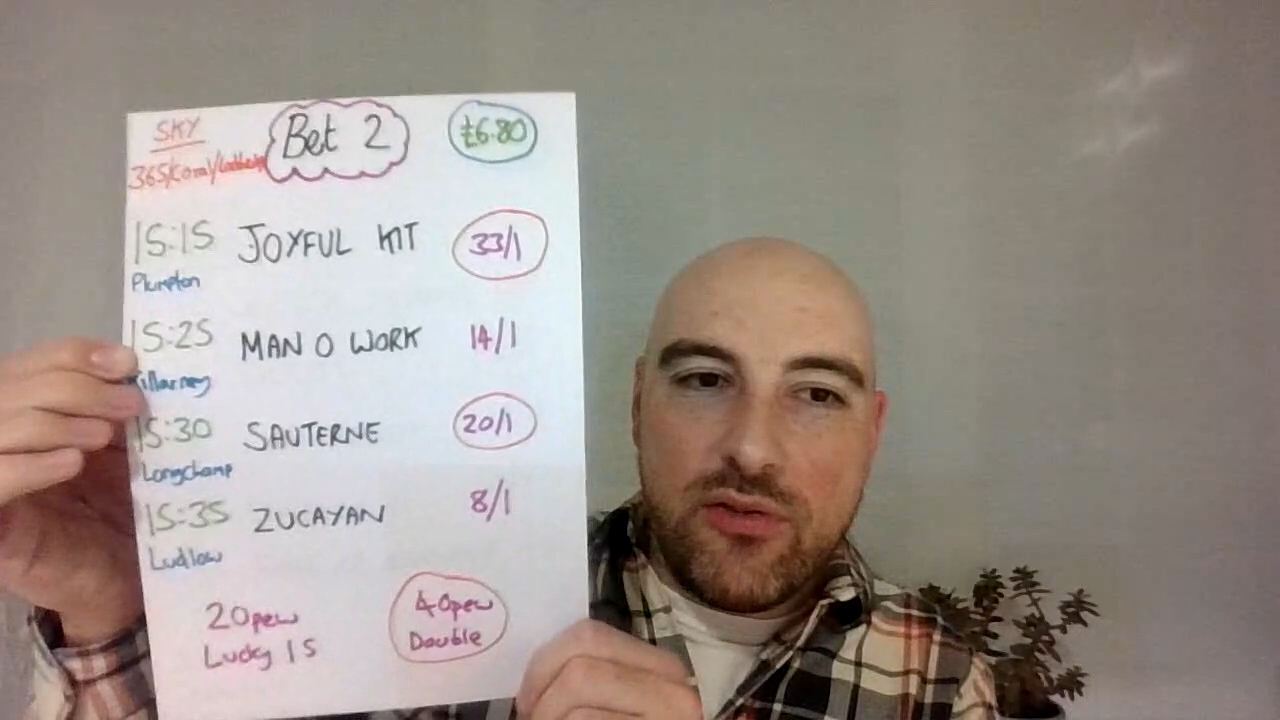 SKY
Bet 2
£6.80
365/Coral/Ladbrokes
15:15 JOYFUL KIT 33/1
Plumpton
15:25 MAN O WORK 14/1
Killarney
15:30 SAUTERNE 20/1
Longchamp
15:35 ZUCAYAN 8/1
Ludlow
20pew
Lucky 15
40pew
Double